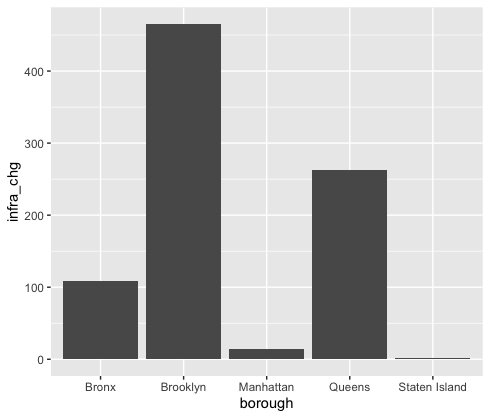 infra_chg
400
300
200
100
0
Bronx Brooklyn Manhattan Queens Staten Island
borough